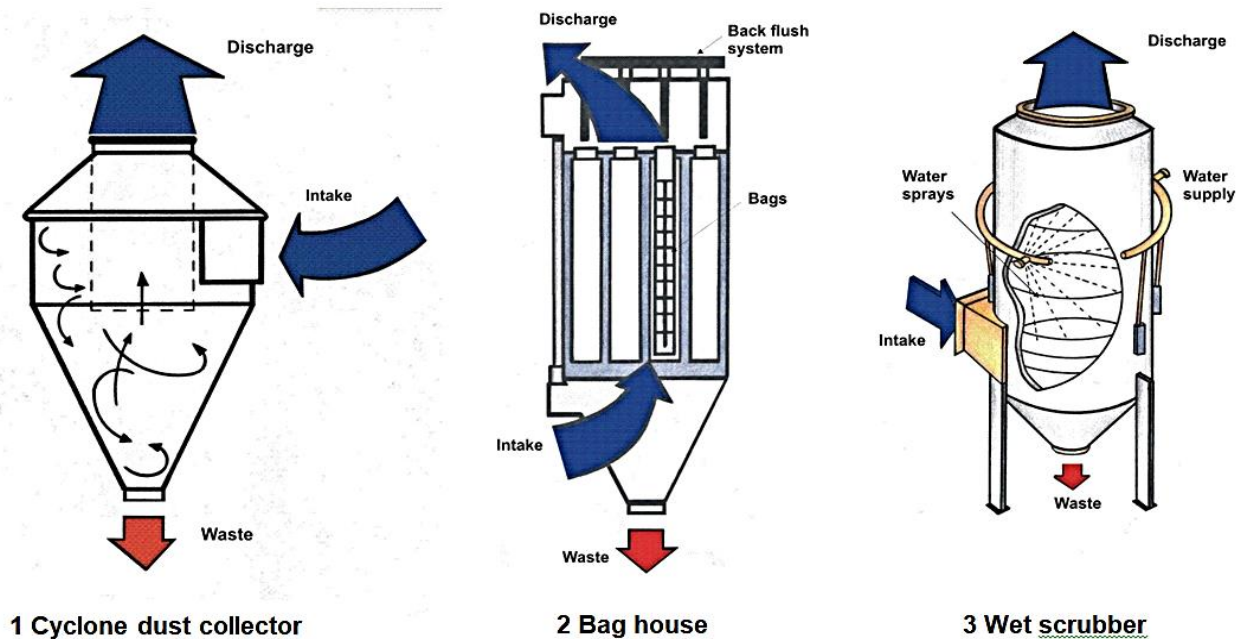 Discharge
Intake
Waste
1 Cyclone dust collector
Discharge
Back flush
system
Bags
Intake
Waste
2 Bag house
Discharge
Water
sprays
Water
supply
Intake
Waste
3 Wet scrubber